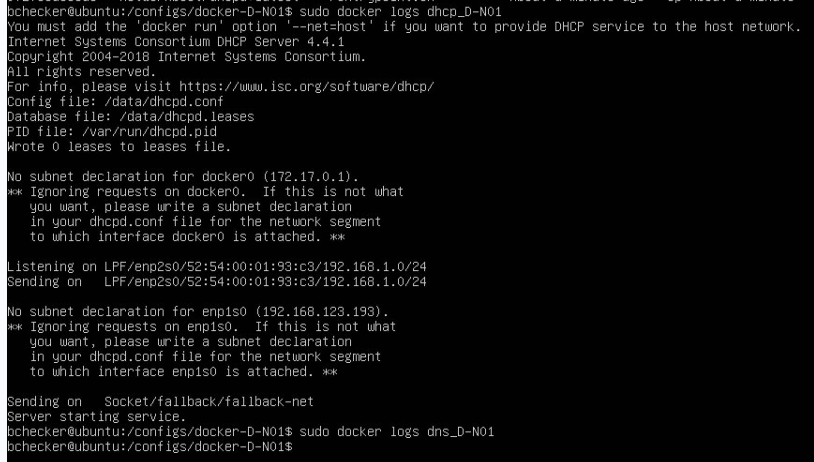 bchecker@ubuntu:/configs/docker-D-N01$ sudo docker logs dhcp_D-N01
You must add the 'docker run' option '--net=host' if you want to provide DHCP service to the host network.
Internet Systems Consortium DHCP Server 4.4.1
Copyright 2004-2018 Internet Systems Consortium.
All rights reserved.
For info, please visit https://www.isc.org/software/dhcp/
Config file: /data/dhcpd.conf
Database file: /data/dhcpd.leases
PID file: /var/run/dhcpd.pid
Wrote 0 leases to leases file.
No subnet declaration for docker0 (172.17.0.1).
** Ignoring requests on docker0.  If this is not what
   you want, please write a subnet declaration
   in your dhcpd.conf file for the network segment
   to which interface docker0 is attached. **
Listening on LPF/enp2s0/52:54:00:01:93:c3/192.168.1.0/24
Sending on   LPF/enp2s0/52:54:00:01:93:c3/192.168.1.0/24
No subnet declaration for enp1s0 (192.168.123.193).
** Ignoring requests on enp1s0.  If this is not what
   you want, please write a subnet declaration
   in your dhcpd.conf file for the network segment
   to which interface enp1s0 is attached. **
Sending on   Socket/fallback/fallback-net
Server starting service.
bchecker@ubuntu:/configs/docker-D-N01$ sudo docker logs dns_D-N01
bchecker@ubuntu:/configs/docker-D-N01$